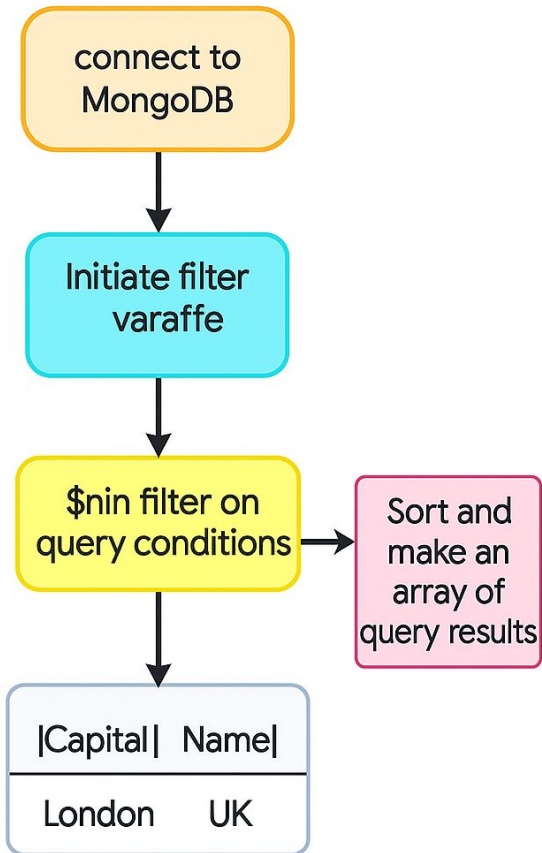 connect to
MongoDB
Initiate filter
varaffe
$nin filter on
query conditions
Sort and
make an
array of
query results
|Capital| Name|
London UK